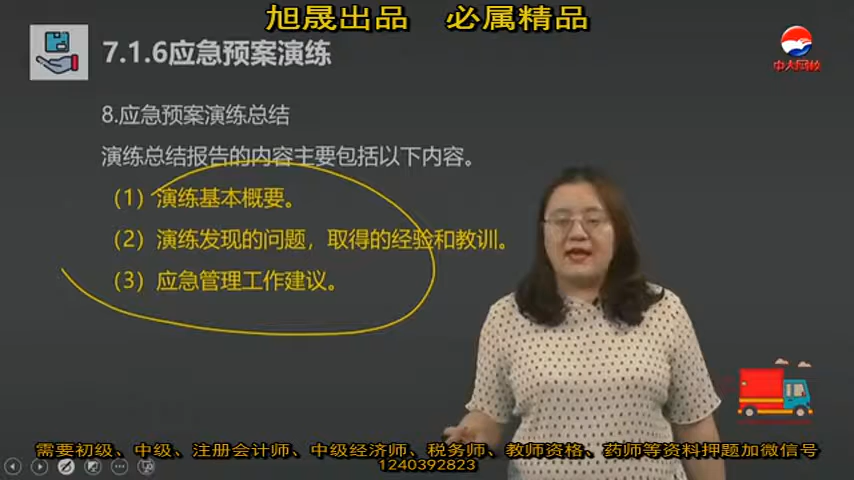 旭晟出品 必属精品
7.1.6应急预案演练
中大网校
8.应急预案演练总结
演练总结报告的内容主要包括以下内容。
（1）演练基本概要。
（2）演练发现的问题，取得的经验和教训。
（3）应急管理工作建议。
需要初级、中级、注册会计师、中级经济师、税务师、教师资格、药师等资料押题加微信号
1240392823